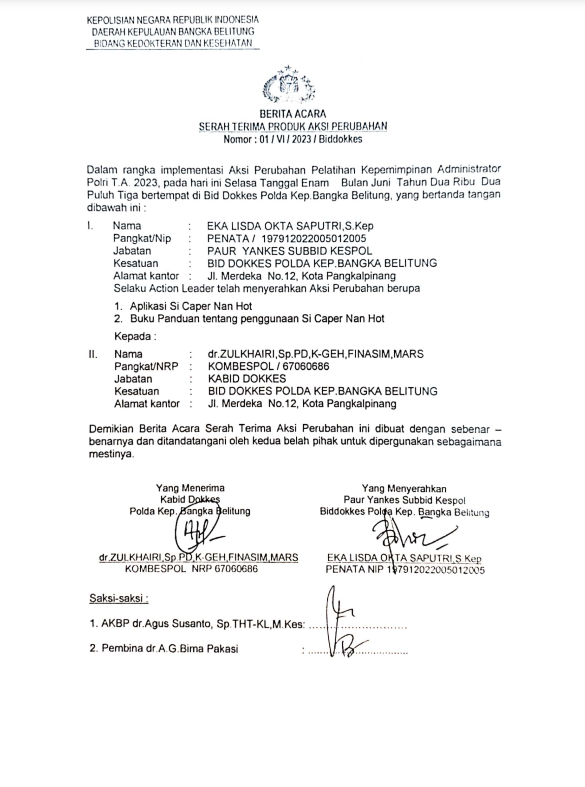 KEPOLISIAN NEGARA REPUBLIK INDONESIA
DAERAH KEPULAUAN BANGKA BELITUNG
BIDANG KEDOKTERAN DAN KESEHATAN
BERITA ACARA
SERAH TERIMA PRODUK AKSI PERUBAHAN
Nomor : 01 / VI / 2023 / Biddokkes
Dalam rangka implementasi Aksi Perubahan Pelatihan Kepemimpinan Administrator
Polri T.A. 2023, pada hari ini Selasa Tanggal Enam Bulan Juni Tahun Dua Ribu Dua
Puluh Tiga bertempat di Bid Dokkes Polda Kep.Bangka Belitung, yang bertanda tangan
dibawah ini :
I. Nama : EKA LISDA OKTA SAPUTRI,S.Kep
Pangkat/Nip : PENATA / 197912022005012005
Jabatan : PAUR YANKES SUBBID KESPOL
Kesatuan : BID DOKKES POLDA KEP.BANGKA BELITUNG
Alamat kantor : Jl. Merdeka No.12, Kota Pangkalpinang
Selaku Action Leader telah menyerahkan Aksi Perubahan berupa
1. Aplikasi Si Caper Nan Hot
2. Buku Panduan tentang penggunaan Si Caper Nan Hot
Kepada :
II. Nama : dr.ZULKHAIRI,Sp.PD,K-GEH,FINASIM,MARS
Pangkat/NRP : KOMBESPOL / 67060686
Jabatan : KABID DOKKES
Kesatuan : BID DOKKES POLDA KEP.BANGKA BELITUNG
Alamat kantor : Jl. Merdeka No.12, Kota Pangkalpinang
Demikian Berita Acara Serah Terima Aksi Perubahan ini dibuat dengan sebenar –
benarnya dan ditandatangani oleh kedua belah pihak untuk dipergunakan sebagaimana
mestinya.
Yang Menerima
Kabid Dokkes
Polda Kep. Bangka Belitung
dr.ZULKHAIRI,Sp.PD,K-GEH,FINASIM,MARS
KOMBESPOL NRP 67060686
Yang Menyerahkan
Paur Yankes Subbid Kespol
Biddokkes Polda Kep. Bangka Belitung
EKA LISDA OKTA SAPUTRI,S.Kep
PENATA NIP 197912022005012005
Saksi-saksi :
1. AKBP dr.Agus Susanto, Sp.THT-KL,M.Kes: ..............................
2. Pembina dr.A.G.Bima Pakasi : ..............................